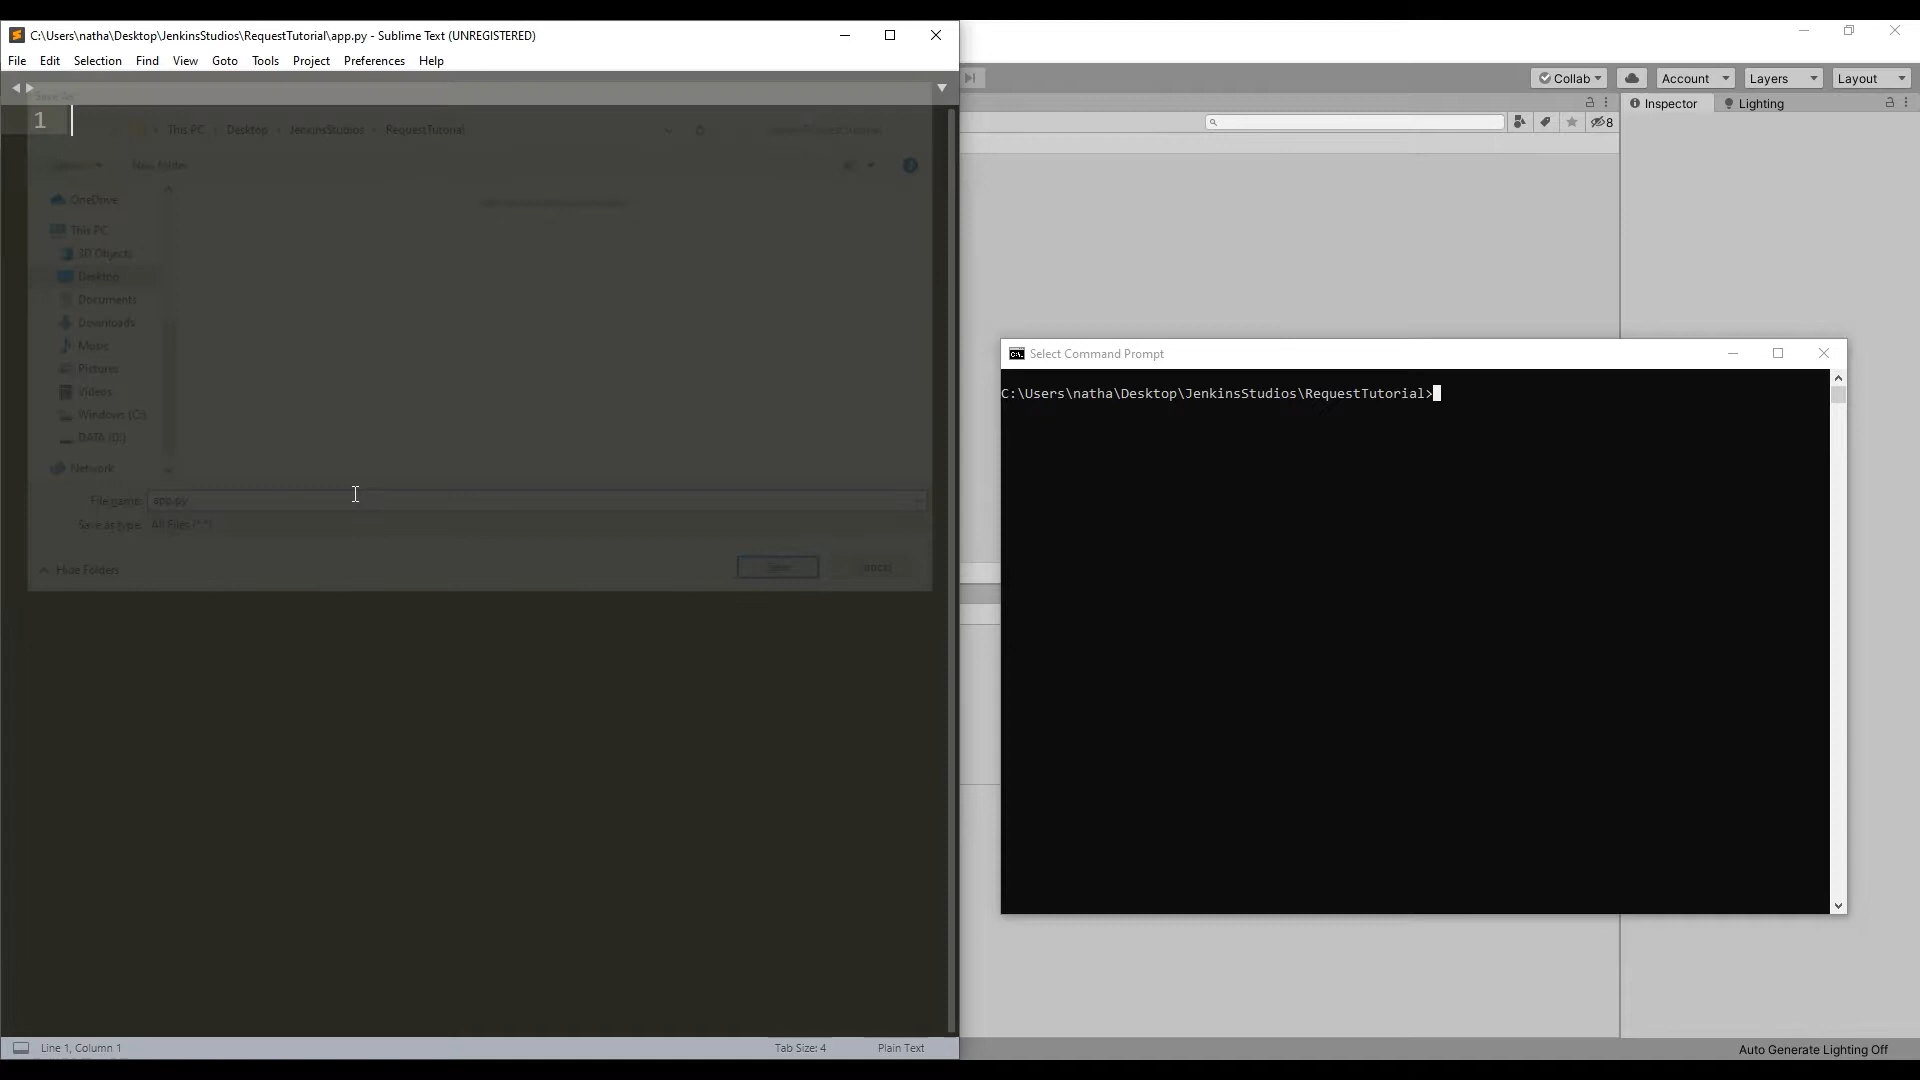 C:\Users\natha\Desktop\JenkinsStudios\RequestTutorial\app.py - Sublime Text (UNREGISTERED)
File Edit Selection Find View Goto Tools Project Preferences Help
Save As
1
This PC Desktop JenkinsStudios RequestTutorial
New folder
OneDrive
This PC
3D Objects
Desktop
Documents
Downloads
Music
Pictures
Videos
Windows (C:)
DATA (D:)
Network
File name: app.py
Save as type: All Files (*.*)
Hide Folders
Save
Cancel
Line 1, Column 1
Tab Size: 4
Plain Text
Collab
Account
Layers
Layout
Inspector
Lighting
8
Select Command Prompt
C:\Users\natha\Desktop\JenkinsStudios\RequestTutorial>
Auto Generate Lighting Off